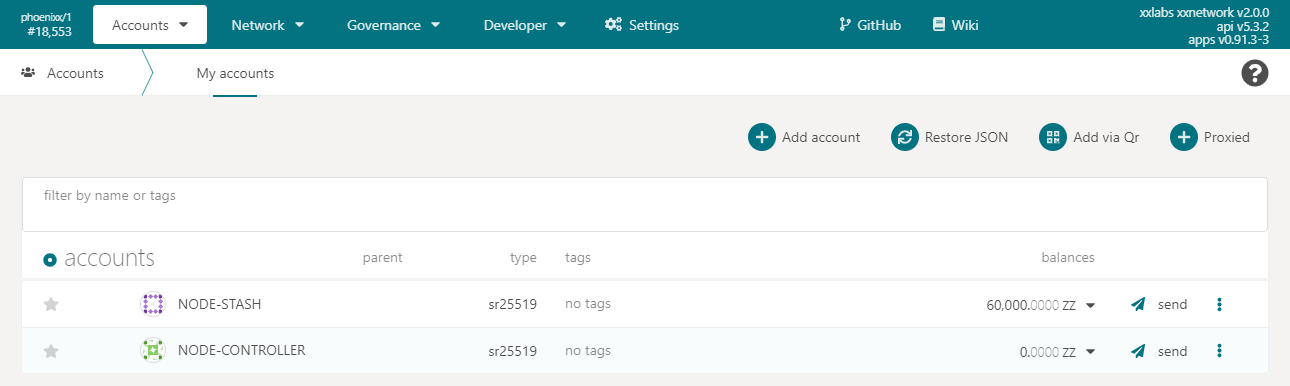 phoenixx/1
#18,553
Accounts
Network
Governance
Developer
Settings
GitHub
Wiki
xxlabs xxnetwork v2.0.0
api v5.3.2
apps v0.91.3-3
Accounts
My accounts
?
Add account
Restore JSON
Add via Qr
Proxied
filter by name or tags
accounts parent type tags balances
NODE-STASH sr25519 no tags 60,000.0000 ZZ send
NODE-CONTROLLER sr25519 no tags 0.0000 ZZ send